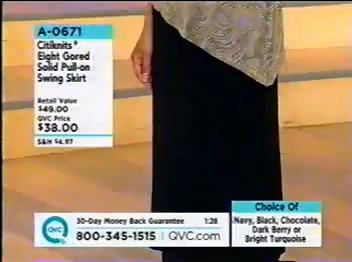 A-0671
Citiknits®
Eight Gored
Solid Pull-on
Swing Skirt
Retail Value
$49.00
QVC Price
$38.00
S&H $4.97
QVC
30-Day Money Back Guarantee 1:28
800-345-1515 | QVC.com
Choice Of
Navy, Black, Chocolate,
Dark Berry or
Bright Turquoise